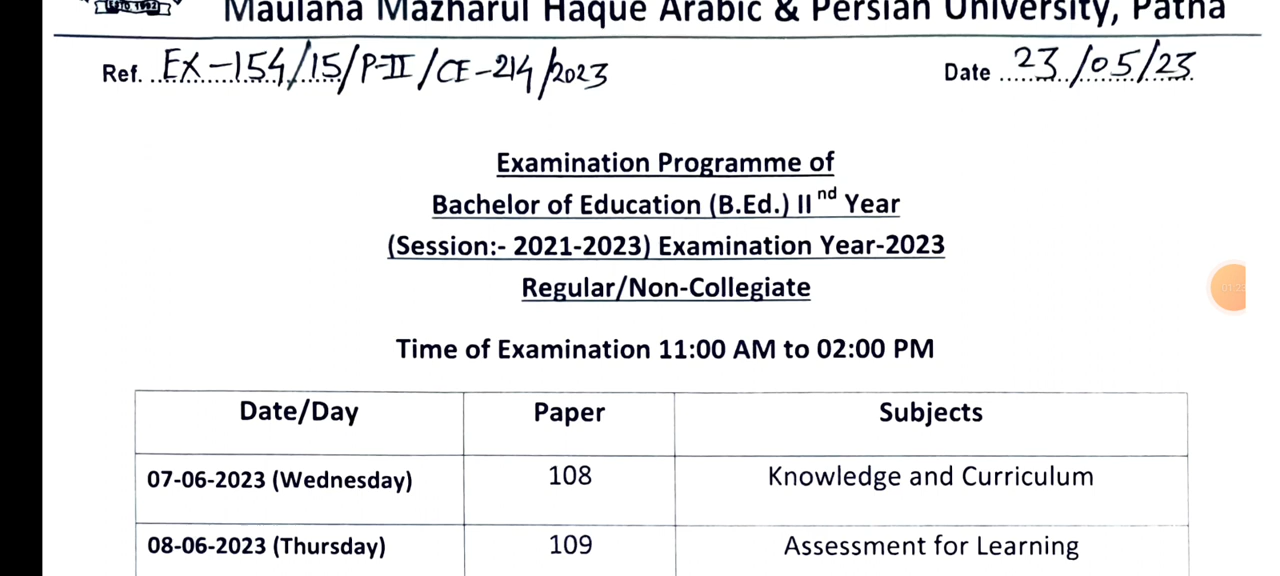 Maulana Mazharul Haque Arabic & Persian University, Patna
Ref. EX-154/15/P-II/CE-214/2023 Date 23/05/23
Examination Programme of
Bachelor of Education (B.Ed.) II nd Year
(Session:- 2021-2023) Examination Year-2023
Regular/Non-Collegiate
Time of Examination 11:00 AM to 02:00 PM
Date/Day Paper Subjects
07-06-2023 (Wednesday) 108 Knowledge and Curriculum
08-06-2023 (Thursday) 109 Assessment for Learning